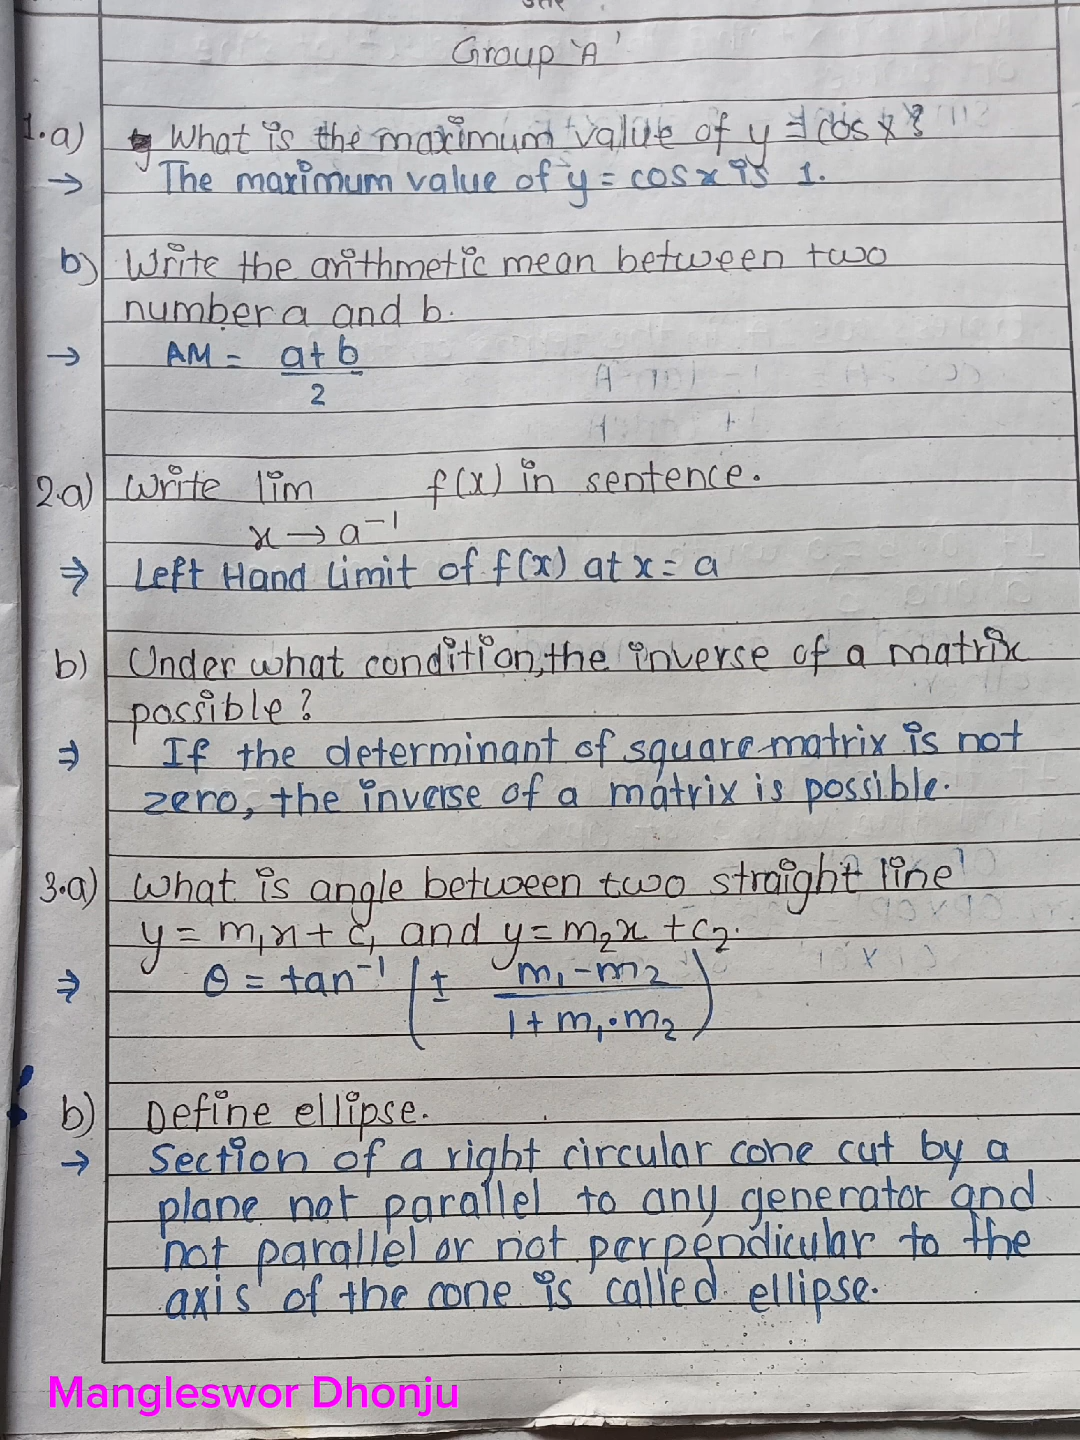 Group 'A'
1.a) What is the maximum value of y = cos x?
→ The maximum value of y = cos x is 1.
b) Write the arithmetic mean between two
number a and b.
→ AM = a+b
2
2.a) Write lim f(x) in sentence.
x → a⁻¹
⇒ Left Hand Limit of f(x) at x = a
b) Under what condition, the inverse of a matrix
possible?
⇒ If the determinant of square matrix is not
zero, the inverse of a matrix is possible.
3.a) What is angle between two straight line
y = m₁x + c₁ and y = m₂x + c₂.
⇒ θ = tan⁻¹ (± m₁ - m₂
1 + m₁.m₂)
b) Define ellipse.
→ Section of a right circular cone cut by a
plane not parallel to any generator and
not parallel or not perpendicular to the
axis of the cone is called ellipse.
Mangleswor Dhonju